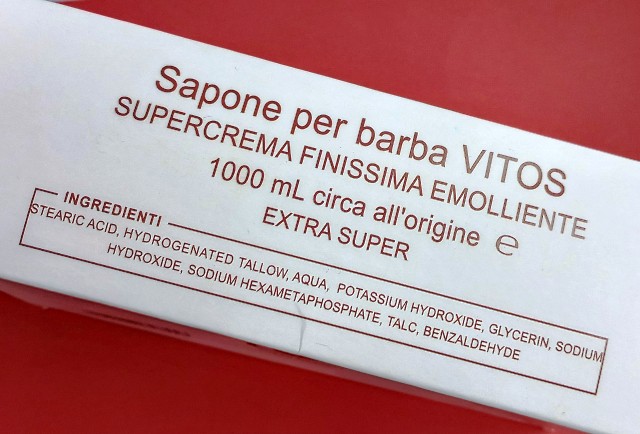 Sapone per barba VITOS
SUPERCREMA FINISSIMA EMOLLIENTE
1000 mL circa all'origine ℮
EXTRA SUPER
INGREDIENTI
STEARIC ACID, HYDROGENATED TALLOW, AQUA, POTASSIUM HYDROXIDE, GLYCERIN, SODIUM
HYDROXIDE, SODIUM HEXAMETAPHOSPHATE, TALC, BENZALDEHYDE